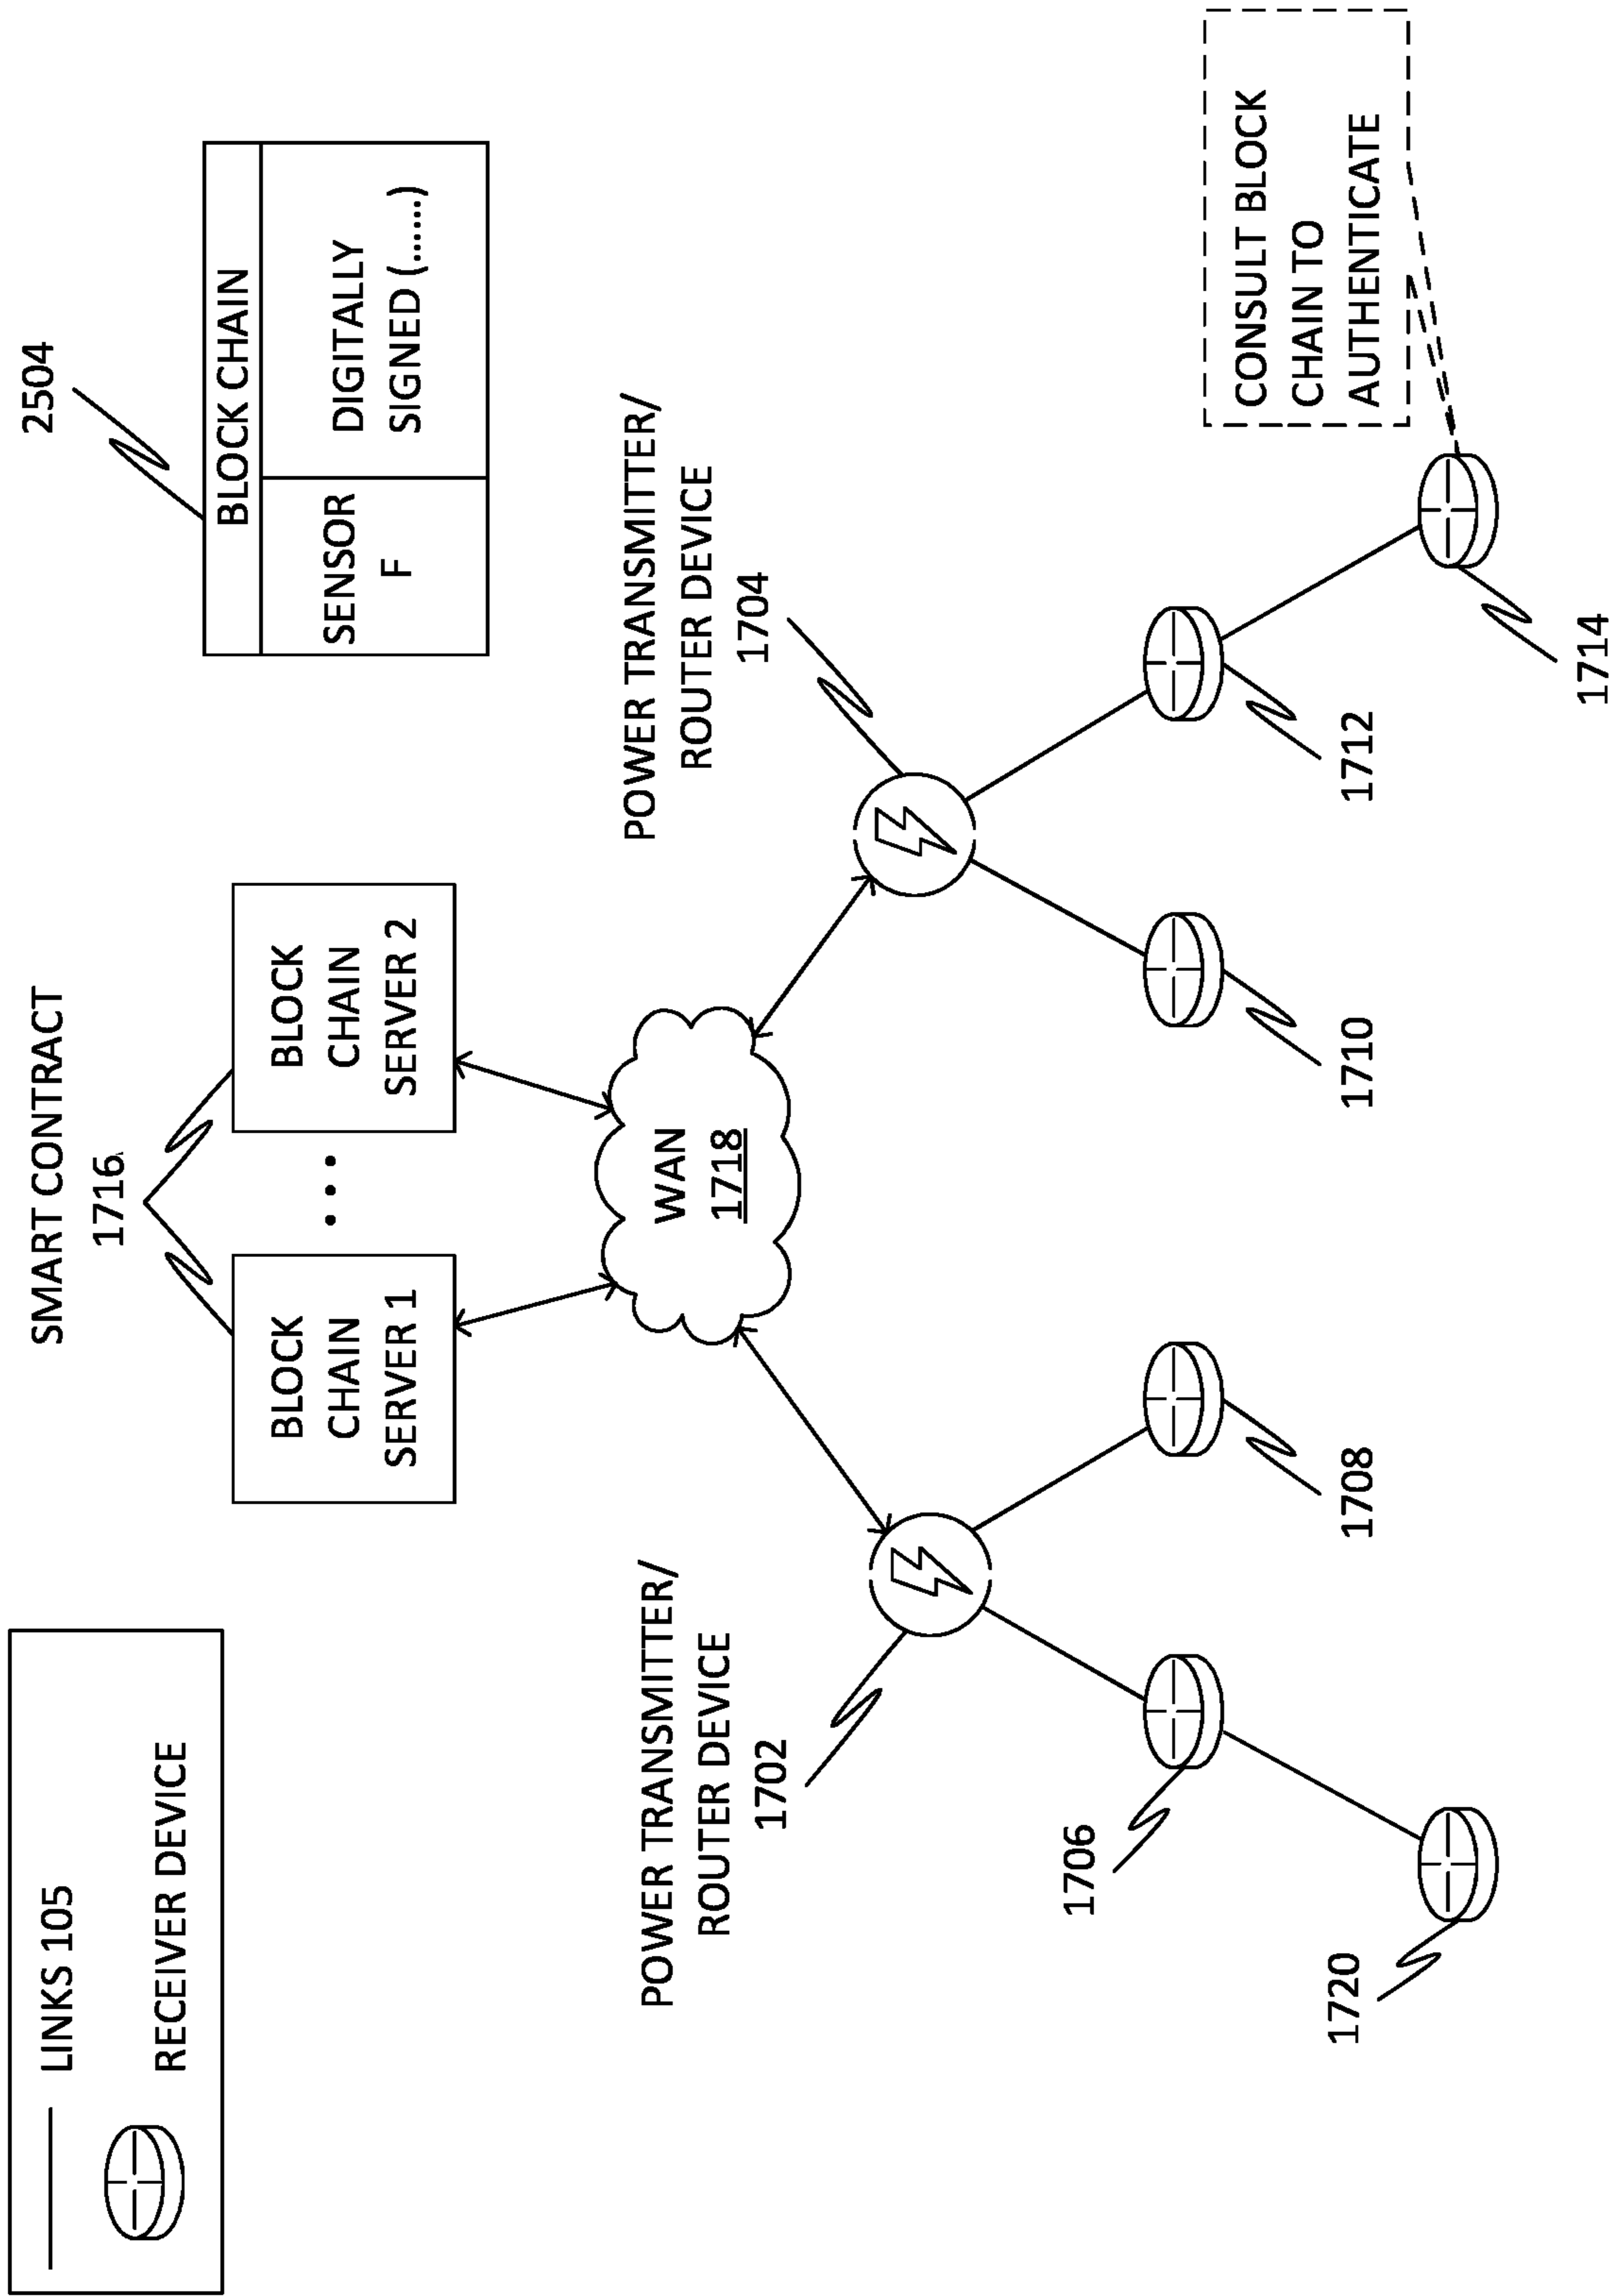 LINKS 105
RECEIVER DEVICE
SMART CONTRACT
1716
BLOCK
CHAIN
SERVER 1
...
BLOCK
CHAIN
SERVER 2
2504
BLOCK CHAIN
SENSOR
F
DIGITALLY
SIGNED (......)
WAN
1718
POWER TRANSMITTER/
ROUTER DEVICE
1702
POWER TRANSMITTER/
ROUTER DEVICE
1704
1706
1708
1710
1712
1720
1714
CONSULT BLOCK
CHAIN TO
AUTHENTICATE